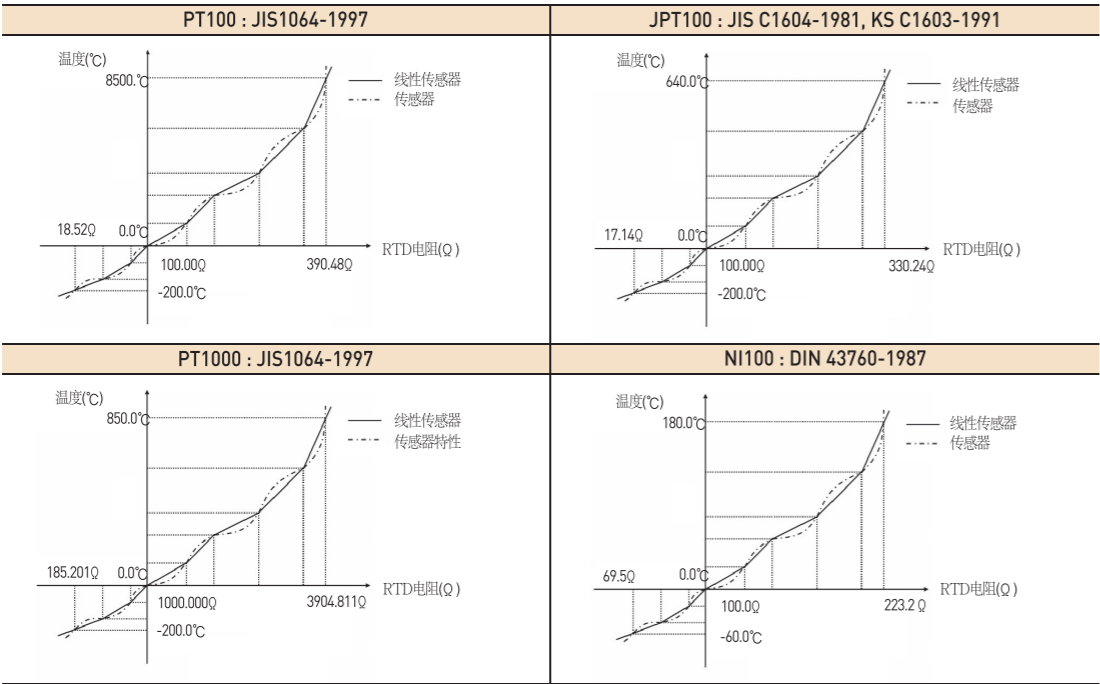 PT100 : JIS1064-1997
温度(℃)
8500.℃
线性传感器
传感器
18.52Ω
0.0℃
RTD电阻(Ω)
100.00Ω
390.48Ω
-200.0℃
JPT100 : JIS C1604-1981, KS C1603-1991
温度(℃)
640.0℃
线性传感器
传感器
17.14Ω
0.0℃
RTD电阻(Ω)
100.00Ω
330.24Ω
-200.0℃
PT1000 : JIS1064-1997
温度(℃)
850.0℃
线性传感器
传感器特性
185.201Ω
0.0℃
RTD电阻(Ω)
1000.000Ω
3904.811Ω
-200.0℃
NI100 : DIN 43760-1987
温度(℃)
180.0℃
线性传感器
传感器
69.5Ω
0.0℃
RTD电阻(Ω)
100.0Ω
223.2 Ω
-60.0℃